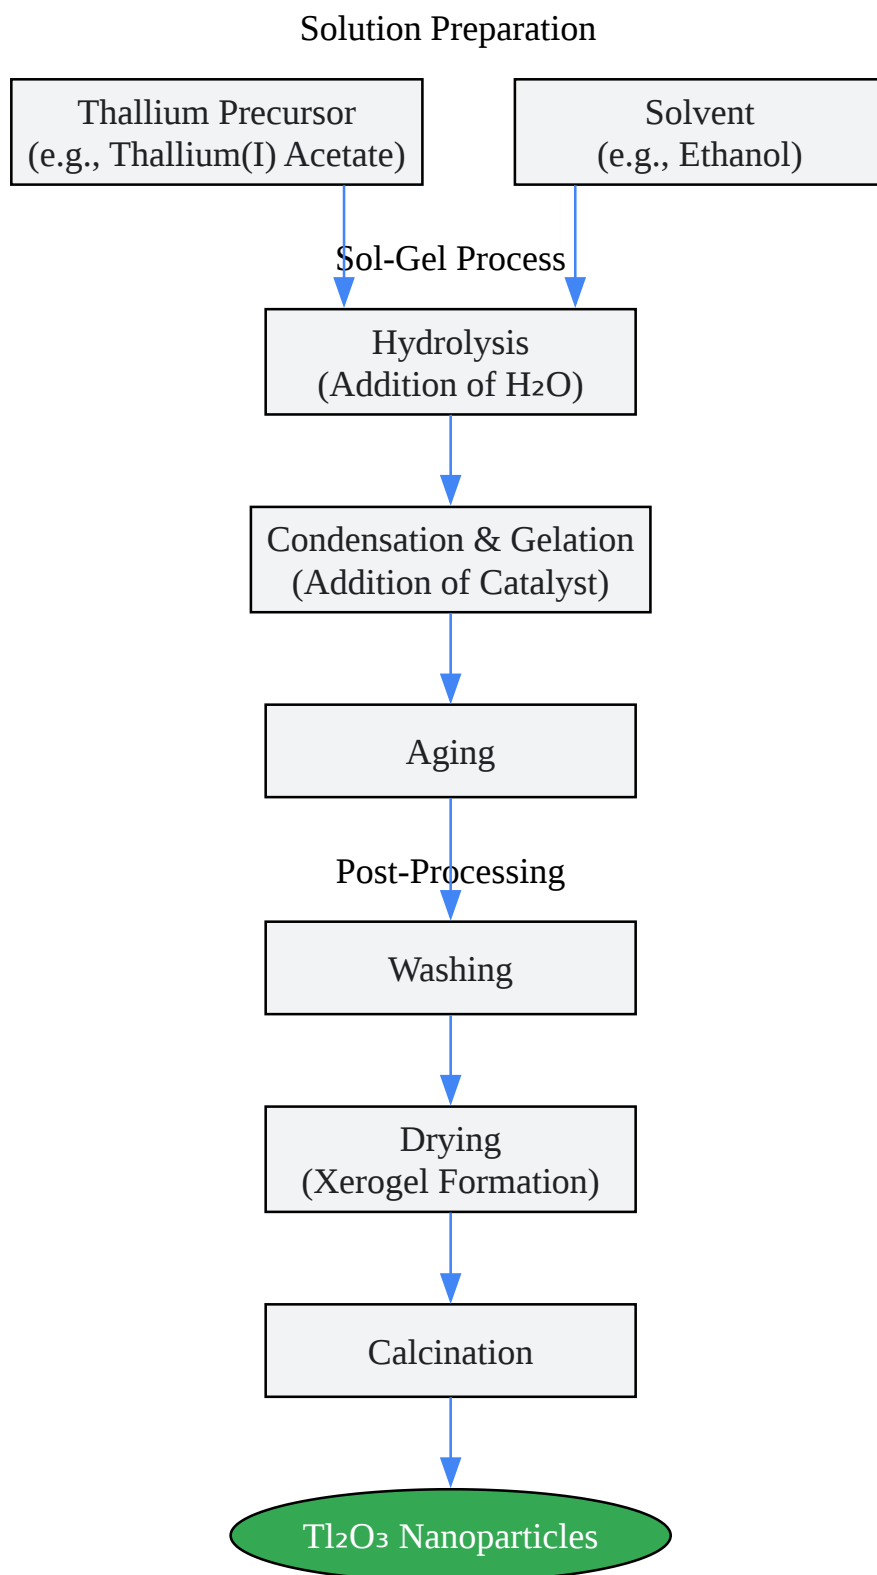 Solution Preparation
Thallium Precursor
(e.g., Thallium(I) Acetate)
Solvent
(e.g., Ethanol)
Sol-Gel Process
Hydrolysis
(Addition of H₂O)
Condensation & Gelation
(Addition of Catalyst)
Aging
Post-Processing
Washing
Drying
(Xerogel Formation)
Calcination
Tl₂O₃ Nanoparticles